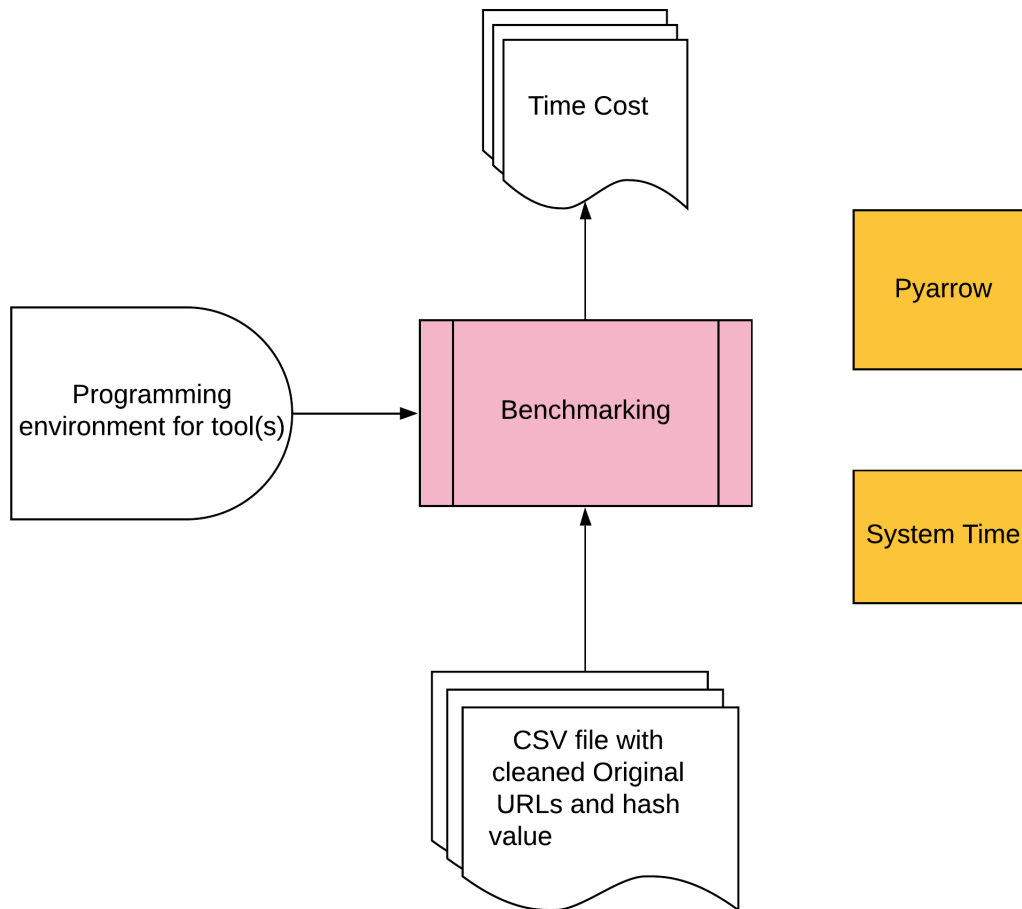 Time Cost
Pyarrow
Programming
environment for tool(s)
Benchmarking
System Time
CSV file with
cleaned Original
URLs and hash
value